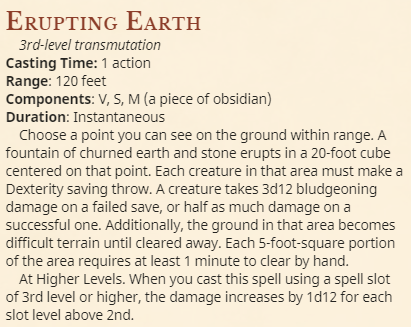 Erupting Earth
3rd-level transmutation
Casting Time: 1 action
Range: 120 feet
Components: V, S, M (a piece of obsidian)
Duration: Instantaneous
Choose a point you can see on the ground within range. A
fountain of churned earth and stone erupts in a 20-foot cube
centered on that point. Each creature in that area must make a
Dexterity saving throw. A creature takes 3d12 bludgeoning
damage on a failed save, or half as much damage on a
successful one. Additionally, the ground in that area becomes
difficult terrain until cleared away. Each 5-foot-square portion
of the area requires at least 1 minute to clear by hand.
At Higher Levels. When you cast this spell using a spell slot
of 3rd level or higher, the damage increases by 1d12 for each
slot level above 2nd.